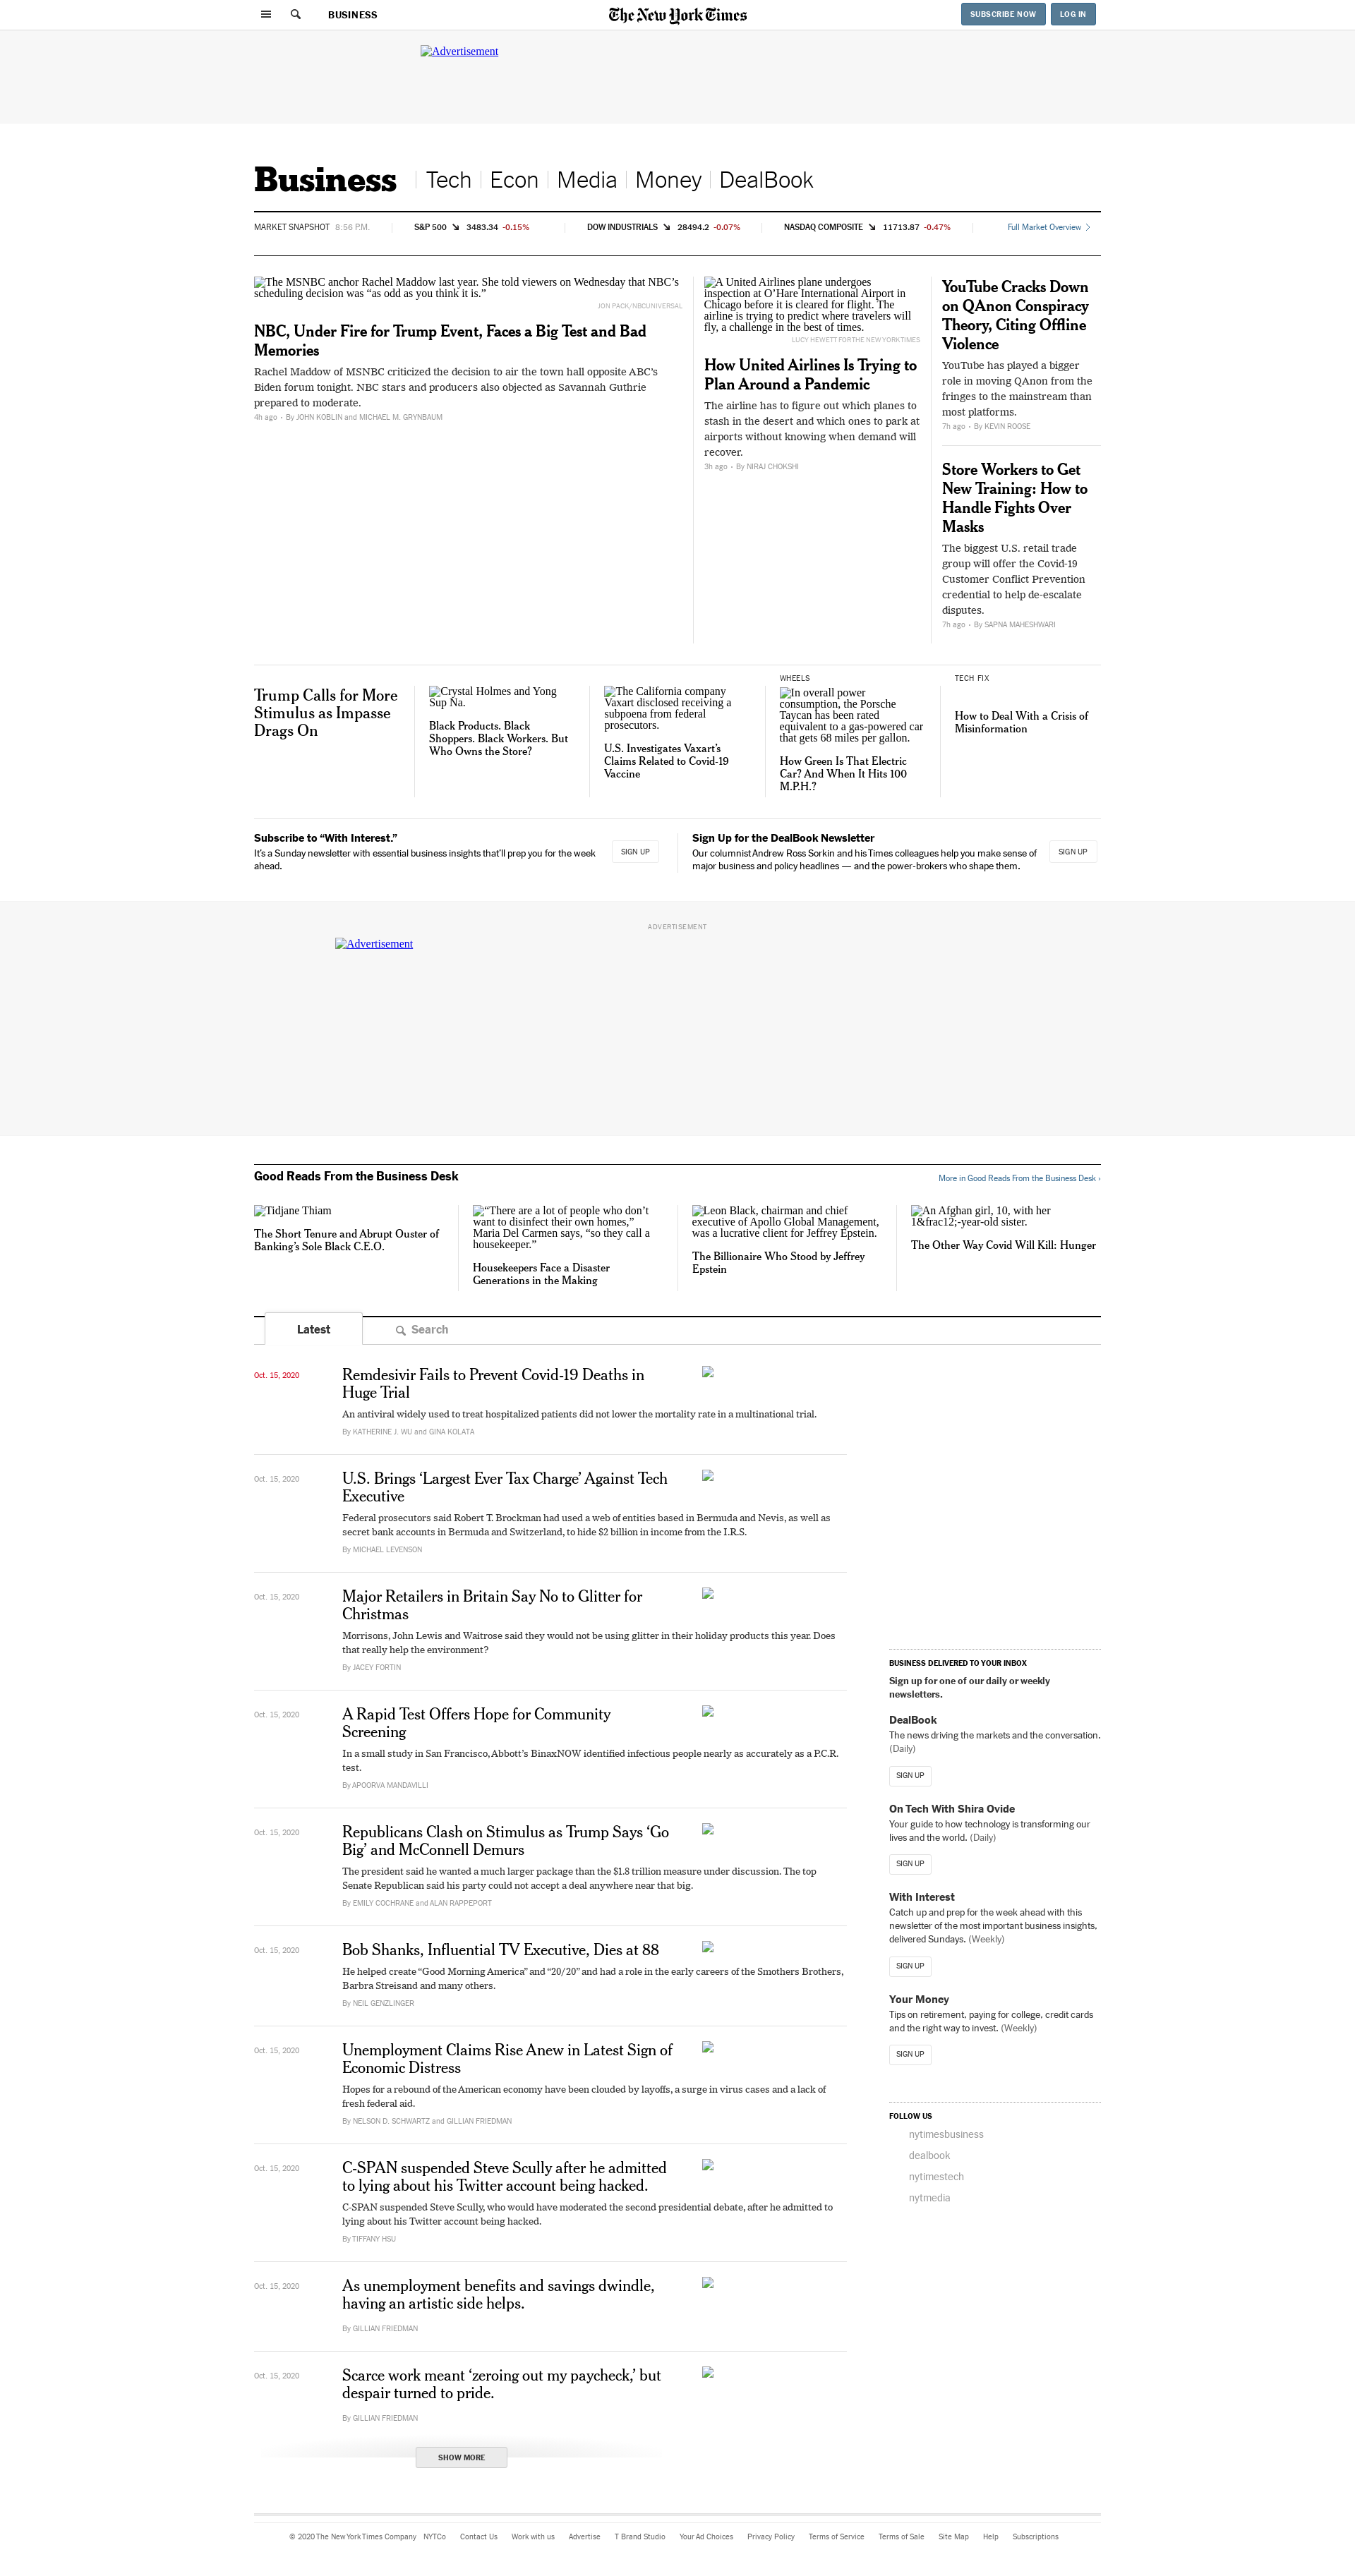 BUSINESS
The New York Times
SUBSCRIBE NOW
LOG IN
Advertisement
Business
Tech
Econ
Media
Money
DealBook
MARKET SNAPSHOT 8:56 P.M.
S&P 500 3483.34 -0.15%
DOW INDUSTRIALS 28494.2 -0.07%
NASDAQ COMPOSITE 11713.87 -0.47%
Full Market Overview
The MSNBC anchor Rachel Maddow last year. She told viewers on Wednesday that NBC’s
scheduling decision was “as odd as you think it is.”
JON PACK/NBCUNIVERSAL
NBC, Under Fire for Trump Event, Faces a Big Test and Bad
Memories
Rachel Maddow of MSNBC criticized the decision to air the town hall opposite ABC’s
Biden forum tonight. NBC stars and producers also objected as Savannah Guthrie
prepared to moderate.
4h ago • By JOHN KOBLIN and MICHAEL M. GRYNBAUM
A United Airlines plane undergoes
inspection at O’Hare International Airport in
Chicago before it is cleared for flight. The
airline is trying to predict where travelers will
fly, a challenge in the best of times.
LUCY HEWETT FOR THE NEW YORK TIMES
How United Airlines Is Trying to
Plan Around a Pandemic
The airline has to figure out which planes to
stash in the desert and which ones to park at
airports without knowing when demand will
recover.
3h ago • By NIRAJ CHOKSHI
YouTube Cracks Down
on QAnon Conspiracy
Theory, Citing Offline
Violence
YouTube has played a bigger
role in moving QAnon from the
fringes to the mainstream than
most platforms.
7h ago • By KEVIN ROOSE
Store Workers to Get
New Training: How to
Handle Fights Over
Masks
The biggest U.S. retail trade
group will offer the Covid-19
Customer Conflict Prevention
credential to help de-escalate
disputes.
7h ago • By SAPNA MAHESHWARI
Trump Calls for More
Stimulus as Impasse
Drags On
Crystal Holmes and Yong
Sup Na.
Black Products. Black
Shoppers. Black Workers. But
Who Owns the Store?
The California company
Vaxart disclosed receiving a
subpoena from federal
prosecutors.
U.S. Investigates Vaxart’s
Claims Related to Covid-19
Vaccine
WHEELS
In overall power
consumption, the Porsche
Taycan has been rated
equivalent to a gas-powered car
that gets 68 miles per gallon.
How Green Is That Electric
Car? And When It Hits 100
M.P.H.?
TECH FIX
How to Deal With a Crisis of
Misinformation
Subscribe to “With Interest.”
It’s a Sunday newsletter with essential business insights that’ll prep you for the week
ahead.
SIGN UP
Sign Up for the DealBook Newsletter
Our columnist Andrew Ross Sorkin and his Times colleagues help you make sense of
major business and policy headlines — and the power-brokers who shape them.
SIGN UP
ADVERTISEMENT
Advertisement
Good Reads From the Business Desk
More in Good Reads From the Business Desk ›
Tidjane Thiam
The Short Tenure and Abrupt Ouster of
Banking’s Sole Black C.E.O.
“There are a lot of people who don’t
want to disinfect their own homes,”
Maria Del Carmen says, “so they call a
housekeeper.”
Housekeepers Face a Disaster
Generations in the Making
Leon Black, chairman and chief
executive of Apollo Global Management,
was a lucrative client for Jeffrey Epstein.
The Billionaire Who Stood by Jeffrey
Epstein
An Afghan girl, 10, with her
1&frac12;-year-old sister.
The Other Way Covid Will Kill: Hunger
Latest
Search
Oct. 15, 2020
Remdesivir Fails to Prevent Covid-19 Deaths in
Huge Trial
An antiviral widely used to treat hospitalized patients did not lower the mortality rate in a multinational trial.
By KATHERINE J. WU and GINA KOLATA
Oct. 15, 2020
U.S. Brings ‘Largest Ever Tax Charge’ Against Tech
Executive
Federal prosecutors said Robert T. Brockman had used a web of entities based in Bermuda and Nevis, as well as
secret bank accounts in Bermuda and Switzerland, to hide $2 billion in income from the I.R.S.
By MICHAEL LEVENSON
Oct. 15, 2020
Major Retailers in Britain Say No to Glitter for
Christmas
Morrisons, John Lewis and Waitrose said they would not be using glitter in their holiday products this year. Does
that really help the environment?
By JACEY FORTIN
Oct. 15, 2020
A Rapid Test Offers Hope for Community
Screening
In a small study in San Francisco, Abbott’s BinaxNOW identified infectious people nearly as accurately as a P.C.R.
test.
By APOORVA MANDAVILLI
Oct. 15, 2020
Republicans Clash on Stimulus as Trump Says ‘Go
Big’ and McConnell Demurs
The president said he wanted a much larger package than the $1.8 trillion measure under discussion. The top
Senate Republican said his party could not accept a deal anywhere near that big.
By EMILY COCHRANE and ALAN RAPPEPORT
Oct. 15, 2020
Bob Shanks, Influential TV Executive, Dies at 88
He helped create “Good Morning America” and “20/20” and had a role in the early careers of the Smothers Brothers,
Barbra Streisand and many others.
By NEIL GENZLINGER
Oct. 15, 2020
Unemployment Claims Rise Anew in Latest Sign of
Economic Distress
Hopes for a rebound of the American economy have been clouded by layoffs, a surge in virus cases and a lack of
fresh federal aid.
By NELSON D. SCHWARTZ and GILLIAN FRIEDMAN
Oct. 15, 2020
C-SPAN suspended Steve Scully after he admitted
to lying about his Twitter account being hacked.
C-SPAN suspended Steve Scully, who would have moderated the second presidential debate, after he admitted to
lying about his Twitter account being hacked.
By TIFFANY HSU
Oct. 15, 2020
As unemployment benefits and savings dwindle,
having an artistic side helps.
By GILLIAN FRIEDMAN
Oct. 15, 2020
Scarce work meant ‘zeroing out my paycheck,’ but
despair turned to pride.
By GILLIAN FRIEDMAN
SHOW MORE
BUSINESS DELIVERED TO YOUR INBOX
Sign up for one of our daily or weekly
newsletters.
DealBook
The news driving the markets and the conversation.
(Daily)
SIGN UP
On Tech With Shira Ovide
Your guide to how technology is transforming our
lives and the world. (Daily)
SIGN UP
With Interest
Catch up and prep for the week ahead with this
newsletter of the most important business insights,
delivered Sundays. (Weekly)
SIGN UP
Your Money
Tips on retirement, paying for college, credit cards
and the right way to invest. (Weekly)
SIGN UP
FOLLOW US
nytimesbusiness
dealbook
nytimestech
nytmedia
© 2020 The New York Times Company NYTCo Contact Us Work with us Advertise T Brand Studio Your Ad Choices Privacy Policy Terms of Service Terms of Sale Site Map Help Subscriptions